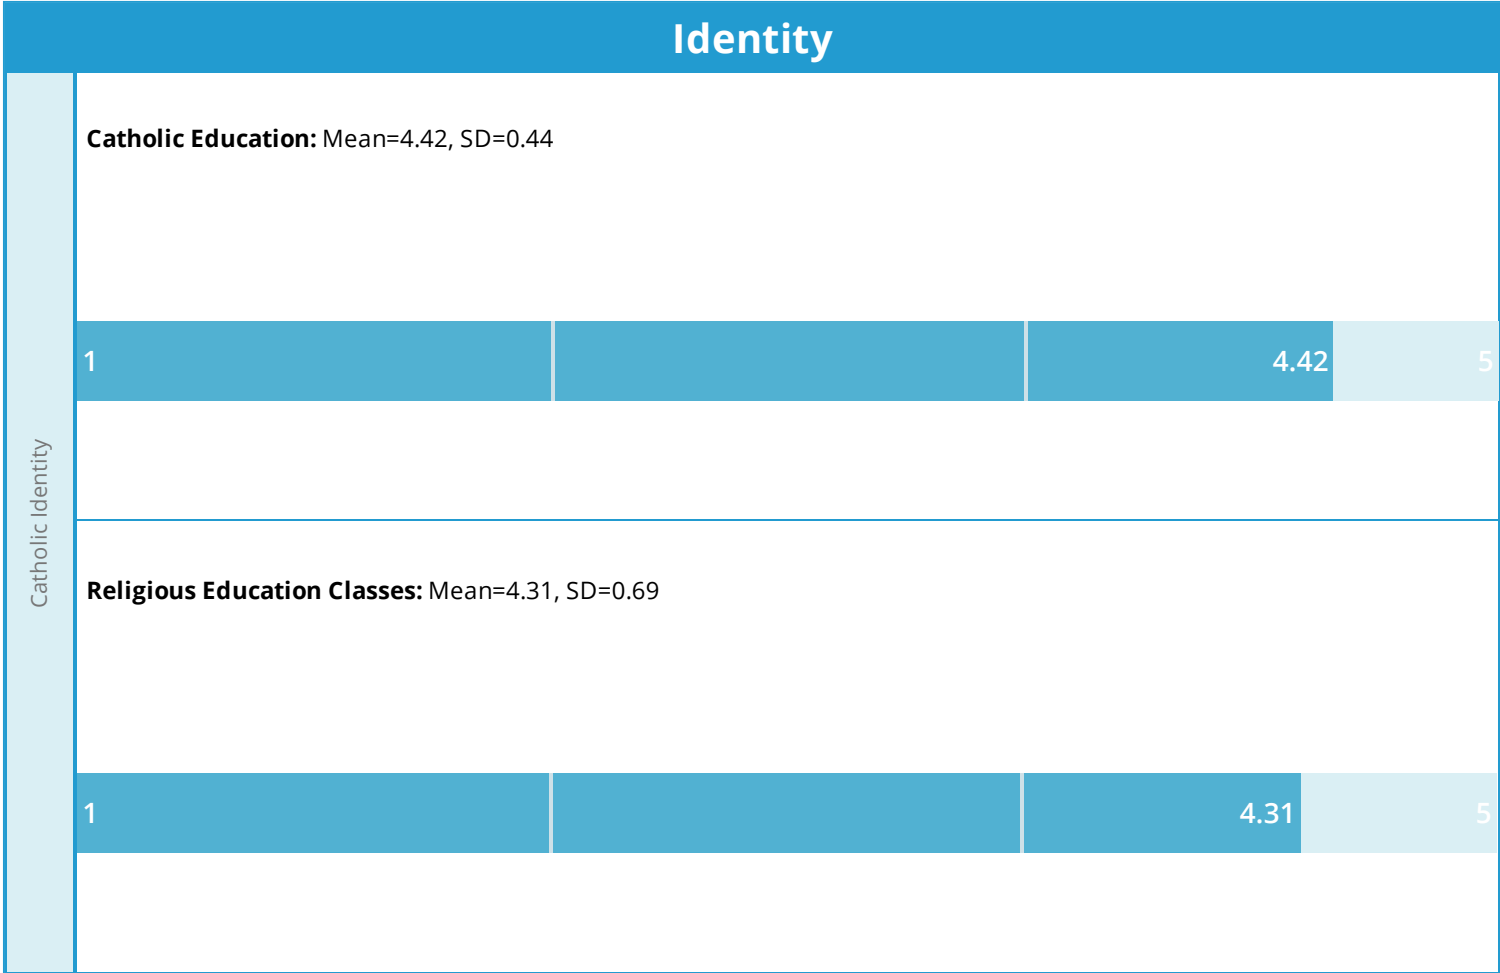 Identity
Catholic Identity
Catholic Education: Mean=4.42, SD=0.44
1 4.42 5
Religious Education Classes: Mean=4.31, SD=0.69
1 4.31 5